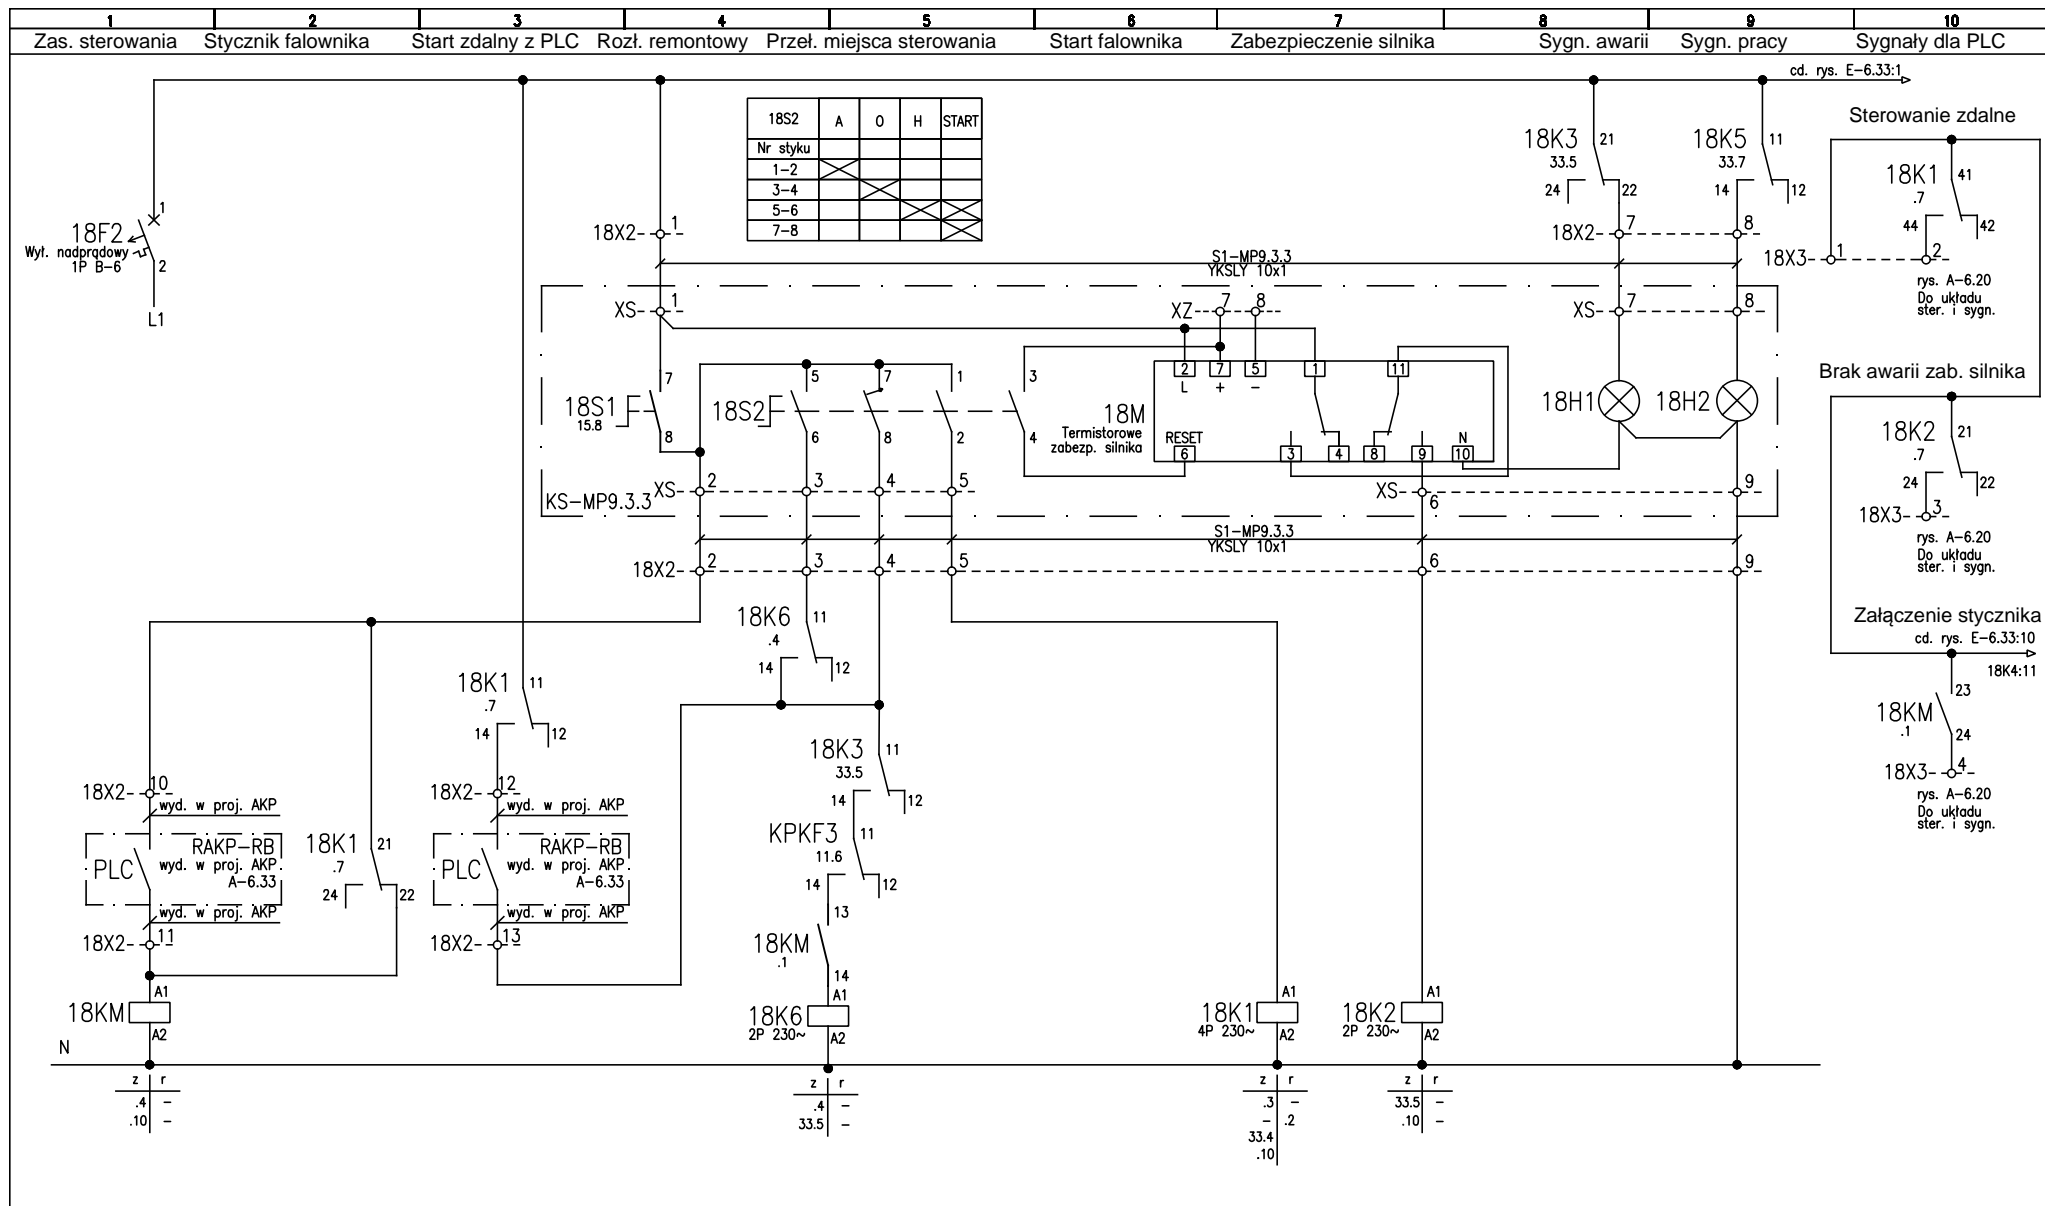 1 2 3 4 5 6 7 8 9 10
Zas. sterowania Stycznik falownika Start zdalny z PLC Rozł. remontowy Przeł. miejsca sterowania Start falownika Zabezpieczenie silnika Sygn. awarii Sygn. pracy Sygnały dla PLC
cd. rys. E-6.33:1
18S2 A 0 H START
Nr styku
1-2
3-4
5-6
7-8
18F2
Wył. nadprądowy
1P B-6
1
2
L1
18X2 1
S1-MP9.3.3
YKSLY 10x1
XS 1
18S1
15.8
7
8
18S2
5
6
7
8
1
2
3
4
XZ 7 8
18M
Termistorowe
zabezp. silnika
2 7 5 1 11
L + -
RESET
6 3 4 8 9 10
N
18K3
33.5
21
24 22
18K5
33.7
11
14 12
18X2 7 8
XS 7 8
18H1 18H2
KS-MP9.3.3
XS 2 3 4 5
XS 6 9
S1-MP9.3.3
YKSLY 10x1
18X2 2 3 4 5 6 9
Sterowanie zdalne
18K1
.7
41
44 42
18X3 1 2
rys. A-6.20
Do układu
ster. i sygn.
Brak awarii zab. silnika
18K2
.7
21
24 22
18X3 3
rys. A-6.20
Do układu
ster. i sygn.
Załączenie stycznika
cd. rys. E-6.33:10
18K4:11
18KM
.1
23
24
18X3 4
rys. A-6.20
Do układu
ster. i sygn.
18K6
.4
11
14 12
18K1
.7
11
14 12
18K3
33.5
11
14 12
KPKF3
11.6
11
14 12
18KM
.1
13
14
18X2 10
wyd. w proj. AKP
PLC
RAKP-RB
wyd. w proj. AKP
A-6.33
wyd. w proj. AKP
18X2 11
18K1
.7
21
24 22
18X2 12
wyd. w proj. AKP
PLC
RAKP-RB
wyd. w proj. AKP
A-6.33
wyd. w proj. AKP
18X2 13
18KM
A1
A2
18K6
2P 230~
A1
A2
18K1
4P 230~
A1
A2
18K2
2P 230~
A1
A2
N
z r
.4 -
.10 -
z r
.4 -
33.5 -
z r
.3 -
- .2
33.4
.10
z r
33.5 -
.10 -